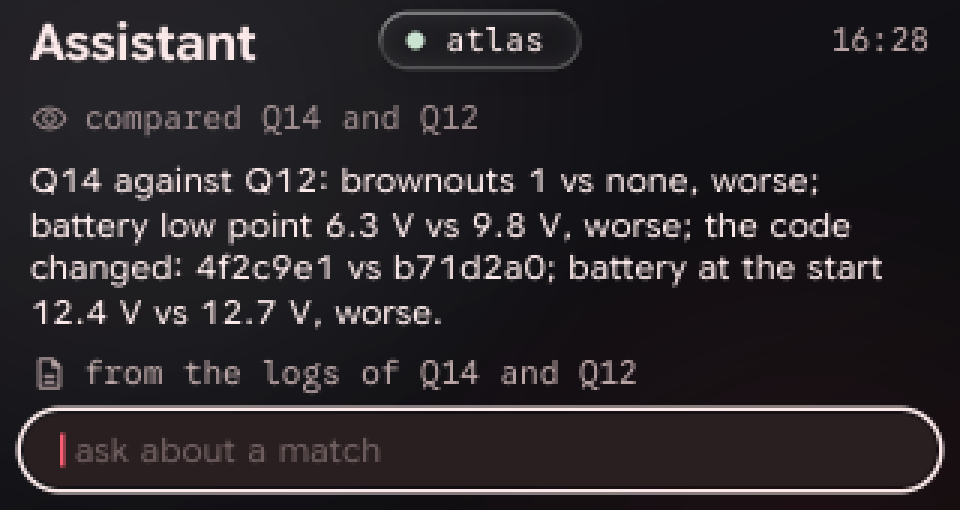 Assistant
atlas
16:28
compared Q14 and Q12
Q14 against Q12: brownouts 1 vs none, worse;
battery low point 6.3 V vs 9.8 V, worse; the code
changed: 4f2c9e1 vs b71d2a0; battery at the start
12.4 V vs 12.7 V, worse.
from the logs of Q14 and Q12
ask about a match